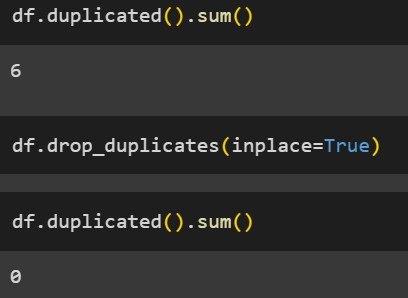 df.duplicated().sum()
6
df.drop_duplicates(inplace=True)
df.duplicated().sum()
0